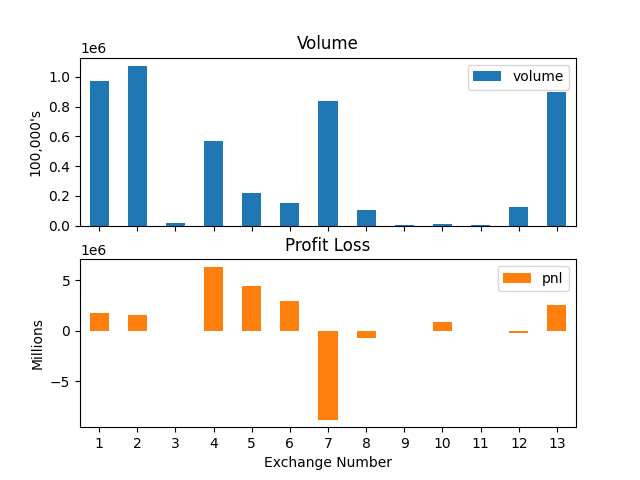 Volume
1e6
volume
1.0
0.8
0.6
0.4
0.2
0.0
100,000's
Profit Loss
1e6
pnl
5
0
−5
Millions
1 2 3 4 5 6 7 8 9 10 11 12 13
Exchange Number